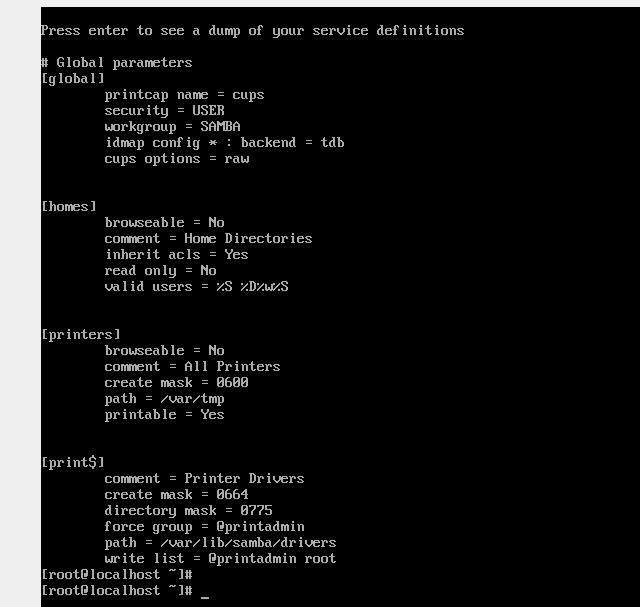 Press enter to see a dump of your service definitions
# Global parameters
[global]
printcap name = cups
security = USER
workgroup = SAMBA
idmap config * : backend = tdb
cups options = raw
[homes]
browseable = No
comment = Home Directories
inherit acls = Yes
read only = No
valid users = %S %D%w%S
[printers]
browseable = No
comment = All Printers
create mask = 0600
path = /var/tmp
printable = Yes
[print$]
comment = Printer Drivers
create mask = 0664
directory mask = 0775
force group = @printadmin
path = /var/lib/samba/drivers
write list = @printadmin root
[root@localhost ~]#
[root@localhost ~]# _